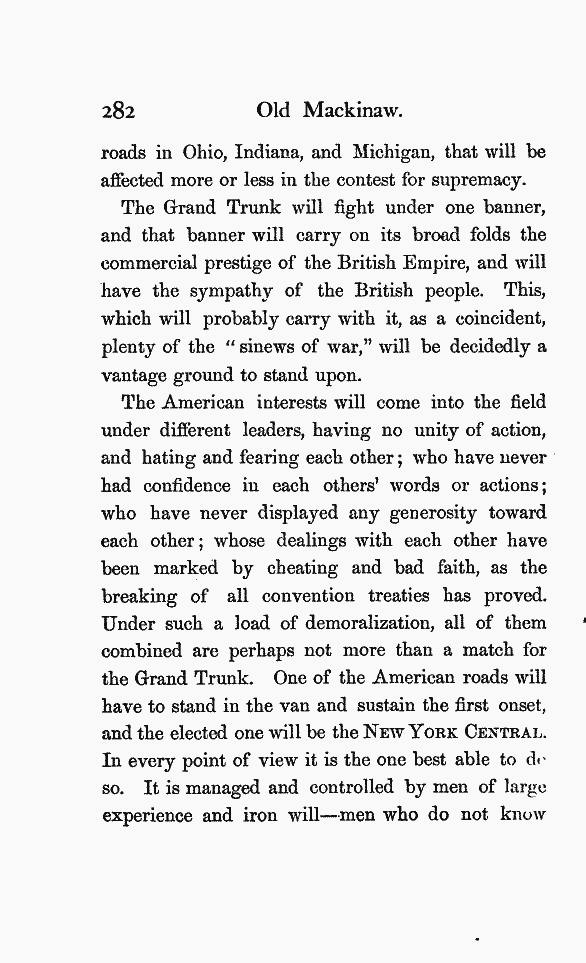 282 Old Mackinaw.
roads in Ohio, Indiana, and Michigan, that will be
affected more or less in the contest for supremacy.
The Grand Trunk will fight under one banner,
and that banner will carry on its broad folds the
commercial prestige of the British Empire, and will
have the sympathy of the British people. This,
which will probably carry with it, as a coincident,
plenty of the "sinews of war," will be decidedly a
vantage ground to stand upon.
The American interests will come into the field
under different leaders, having no unity of action,
and hating and fearing each other; who have never
had confidence in each others' words or actions;
who have never displayed any generosity toward
each other; whose dealings with each other have
been marked by cheating and bad faith, as the
breaking of all convention treaties has proved.
Under such a load of demoralization, all of them
combined are perhaps not more than a match for
the Grand Trunk. One of the American roads will
have to stand in the van and sustain the first onset,
and the elected one will be the NEW YORK CENTRAL.
In every point of view it is the one best able to do
so. It is managed and controlled by men of large
experience and iron will—men who do not know